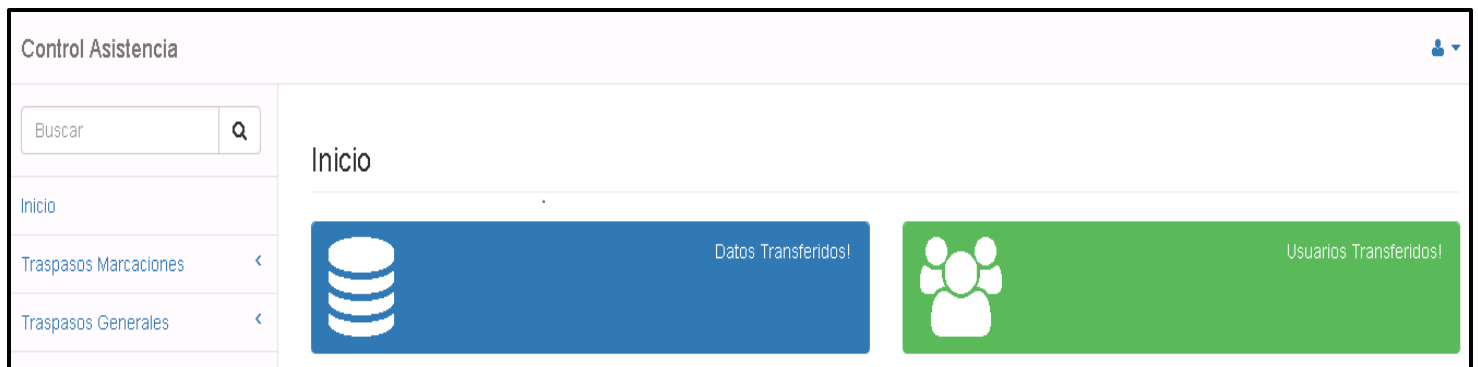 Control Asistencia
Buscar
Inicio
Inicio
Traspasos Marcaciones
Traspasos Generales
Datos Transferidos!
Usuarios Transferidos!